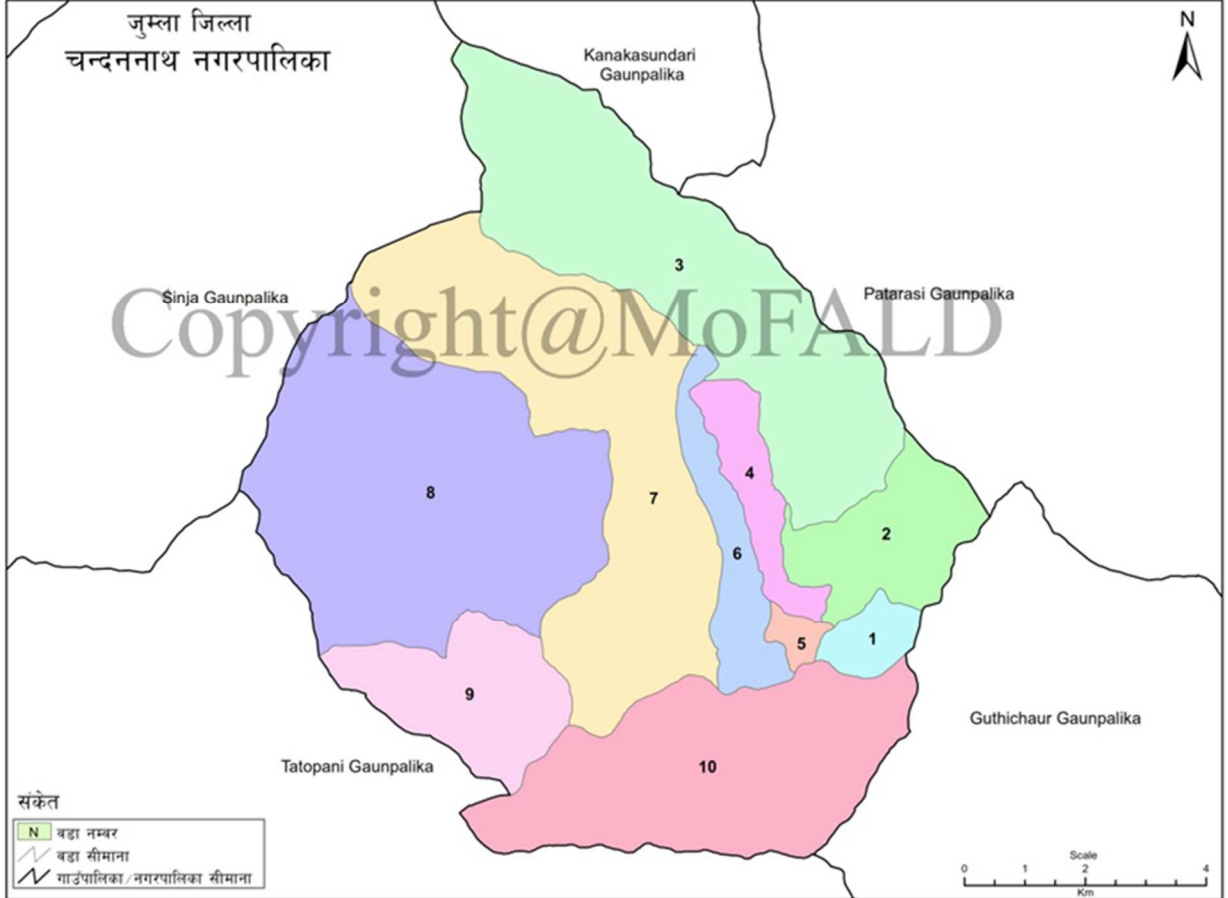 जुम्ला जिल्ला
चन्दननाथ नगरपालिका
N
Kanakasundari
Gaunpalika
3
Sinja Gaunpalika
Patarasi Gaunpalika
Copyright@MoFALD
4
8
7
2
6
1
5
9
Guthichaur Gaunpalika
Tatopani Gaunpalika
10
संकेत
N वडा नम्बर
वडा सीमाना
गाउँपालिका/नगरपालिका सीमाना
Scale
0 1 2 4
Km